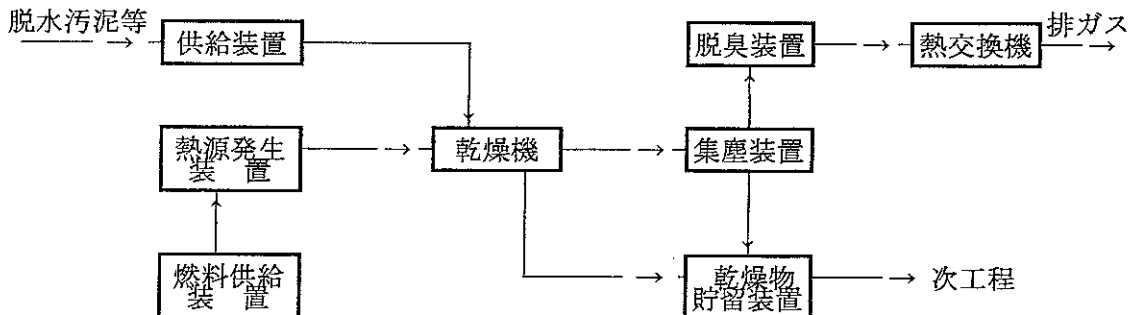 脱水汚泥等
供給装置
脱臭装置
熱交換機
排ガス
熱源発生
装置
乾燥機
集塵装置
燃料供給
装置
乾燥物
貯留装置
次工程